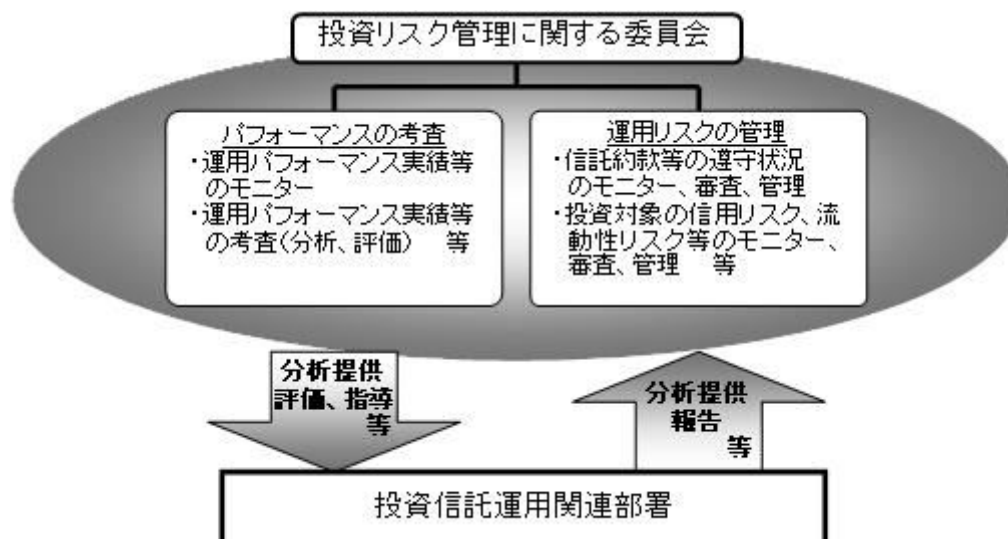 投資リスク管理に関する委員会
パフォーマンスの考査
・運用パフォーマンス実績等
のモニター
・運用パフォーマンス実績等
の考査(分析、評価) 等
運用リスクの管理
・信託約款等の遵守状況
のモニター、審査、管理
・投資対象の信用リスク、流
動性リスク等のモニター、
審査、管理 等
分析提供
評価、指導
等
分析提供
報告
等
投資信託運用関連部署